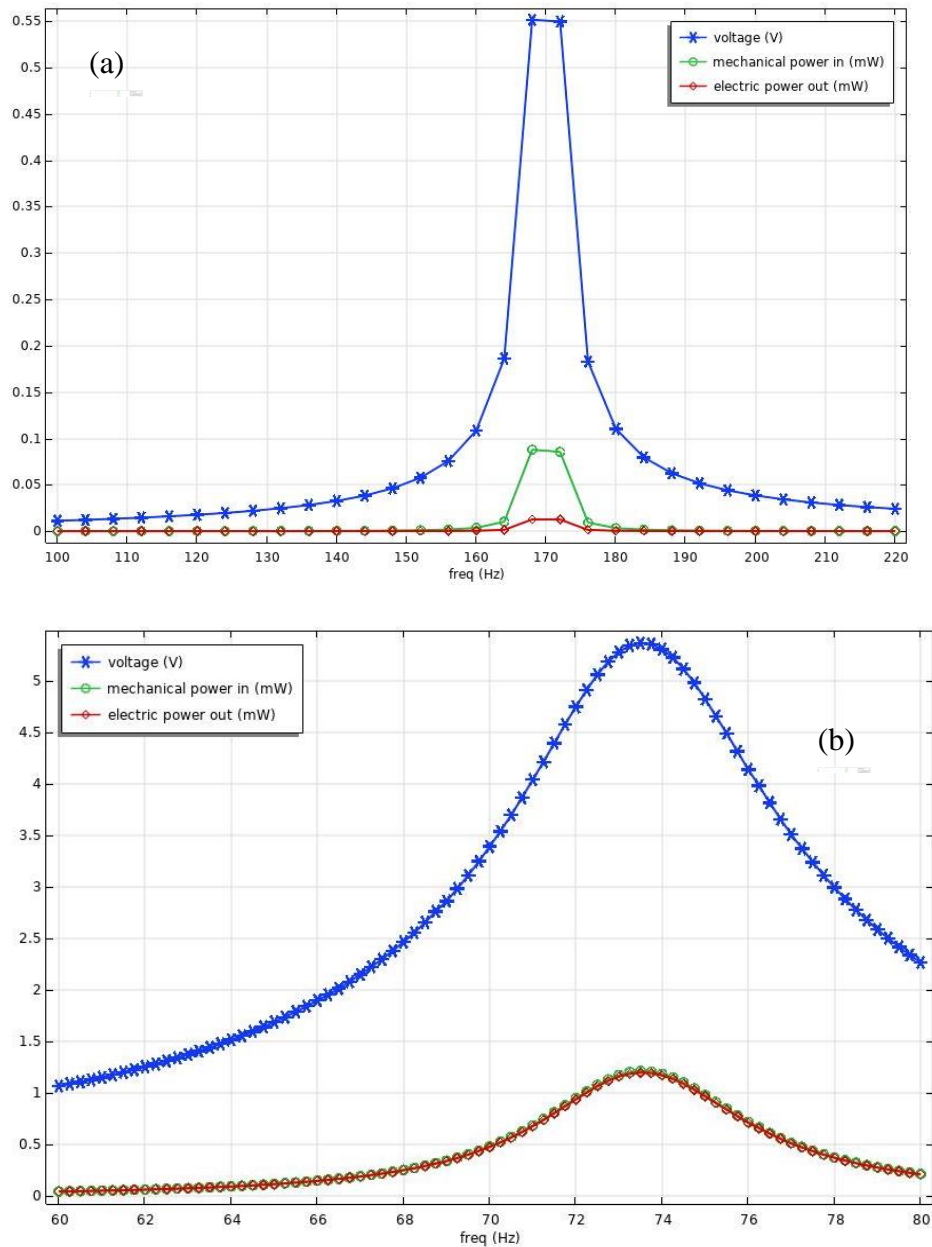 0.55
(a)
voltage (V)
mechanical power in (mW)
electric power out (mW)
0.5
0.45
0.4
0.35
0.3
0.25
0.2
0.15
0.1
0.05
0
100 110 120 130 140 150 160 170 180 190 200 210 220
freq (Hz)
voltage (V)
mechanical power in (mW)
electric power out (mW)
(b)
5
4.5
4
3.5
3
2.5
2
1.5
1
0.5
0
60 62 64 66 68 70 72 74 76 78 80
freq (Hz)